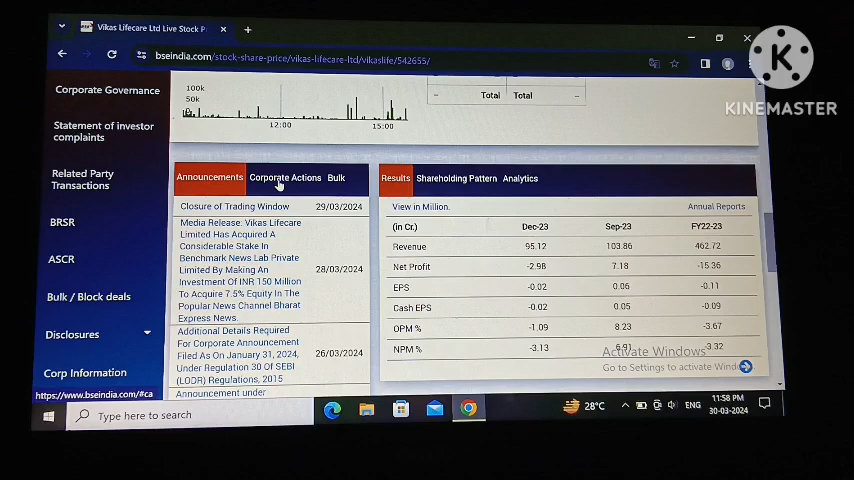 Vikas Lifecare Ltd Live Stock P
bseindia.com/stock-share-price/vikas-lifecare-ltd/vikaslife/542655/
K
KINEMASTER
Corporate Governance
Statement of investor
complaints
Related Party
Transactions
BRSR
ASCR
Bulk / Block deals
Disclosures
Corp Information
https://www.bseindia.com/#ca
100k
50k
0
12:00 15:00
– Total Total –
Announcements Corporate Actions Bulk
Closure of Trading Window 29/03/2024
Media Release: Vikas Lifecare
Limited Has Acquired A
Considerable Stake In
Benchmark News Lab Private
Limited By Making An
Investment Of INR 150 Million
To Acquire 7.5% Equity In The
Popular News Channel Bharat
Express News.
28/03/2024
Additional Details Required
For Corporate Announcement
Filed As On January 31, 2024,
Under Regulation 30 Of SEBI
(LODR) Regulations, 2015
26/03/2024
Announcement under
Results Shareholding Pattern Analytics
View in Million. Annual Reports
(in Cr.) Dec-23 Sep-23 FY22-23
Revenue 95.12 103.86 462.72
Net Profit -2.98 7.18 -15.36
EPS -0.02 0.06 -0.11
Cash EPS -0.02 0.05 -0.09
OPM % -1.09 8.23 -3.67
NPM % -3.13 6.91 -3.32
Activate Windows
Go to Settings to activate Windo
Type here to search
28°C
ENG
11:58 PM
30-03-2024